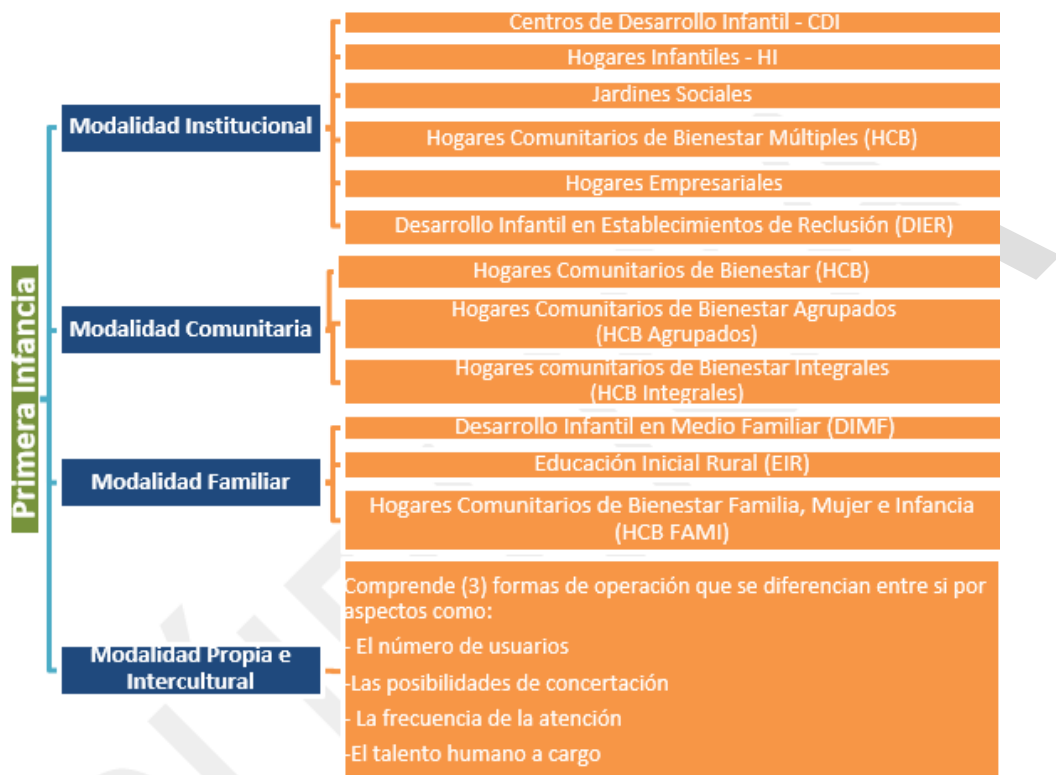 Primera Infancia
Modalidad Institucional
Centros de Desarrollo Infantil - CDI
Hogares Infantiles - HI
Jardines Sociales
Hogares Comunitarios de Bienestar Múltiples (HCB)
Hogares Empresariales
Desarrollo Infantil en Establecimientos de Reclusión (DIER)
Modalidad Comunitaria
Hogares Comunitarios de Bienestar (HCB)
Hogares Comunitarios de Bienestar Agrupados
(HCB Agrupados)
Hogares comunitarios de Bienestar Integrales
(HCB Integrales)
Modalidad Familiar
Desarrollo Infantil en Medio Familiar (DIMF)
Educación Inicial Rural (EIR)
Hogares Comunitarios de Bienestar Familia, Mujer e Infancia
(HCB FAMI)
Modalidad Propia e
Intercultural
Comprende (3) formas de operación que se diferencian entre si por
aspectos como:
- El número de usuarios
-Las posibilidades de concertación
- La frecuencia de la atención
-El talento humano a cargo